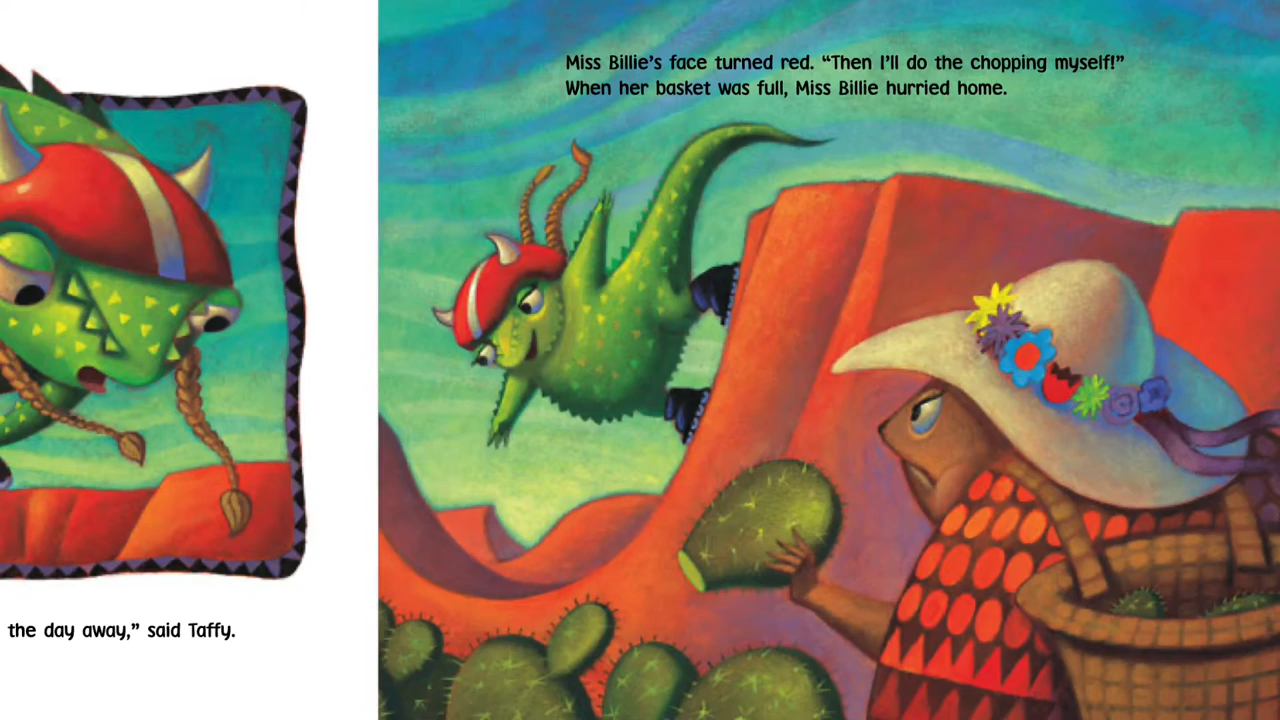 the day away,” said Taffy.
Miss Billie’s face turned red. “Then I’ll do the chopping myself!”
When her basket was full, Miss Billie hurried home.